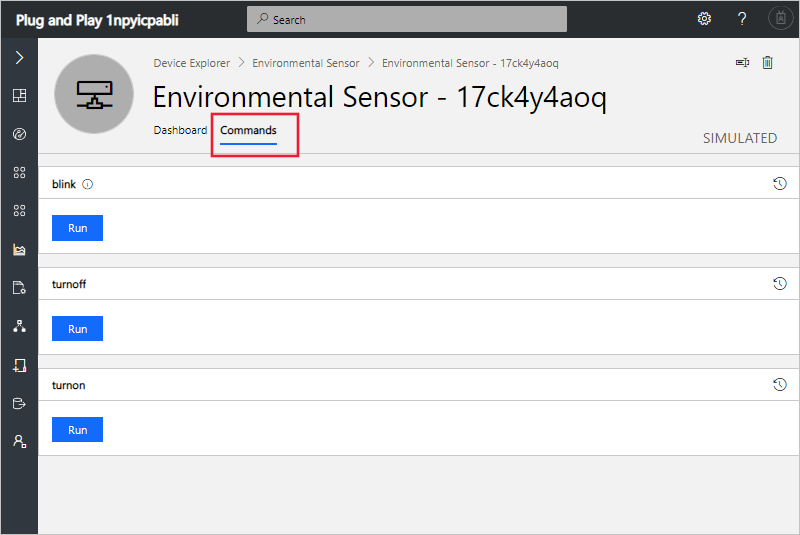 Plug and Play 1npyicpabli
Search
?
Device Explorer > Environmental Sensor > Environmental Sensor - 17ck4y4aoq
Environmental Sensor - 17ck4y4aoq
Dashboard Commands
SIMULATED
blink
Run
turnoff
Run
turnon
Run